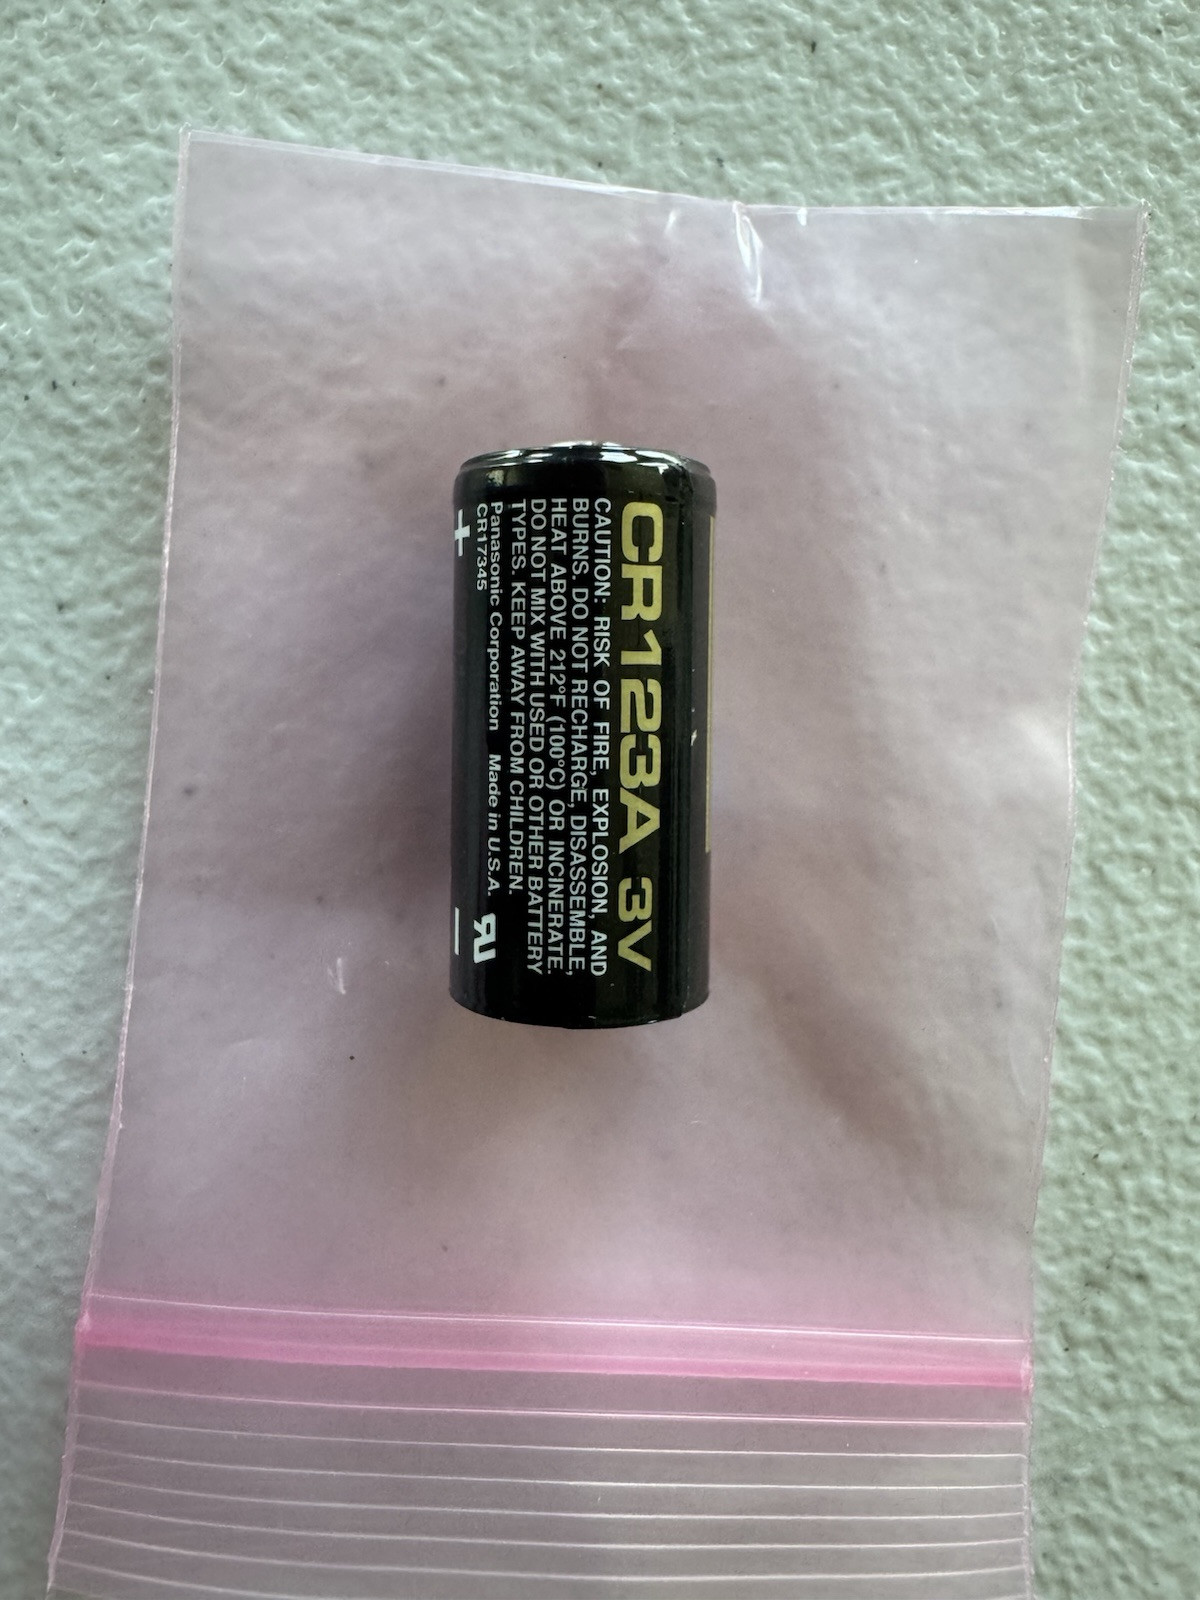 CR123A 3V
CAUTION: RISK OF FIRE, EXPLOSION, AND
BURNS. DO NOT RECHARGE, DISASSEMBLE,
HEAT ABOVE 212°F (100°C) OR INCINERATE.
DO NOT MIX WITH USED OR OTHER BATTERY
TYPES. KEEP AWAY FROM CHILDREN.
Panasonic Corporation Made in U.S.A.
CR17345
+ −